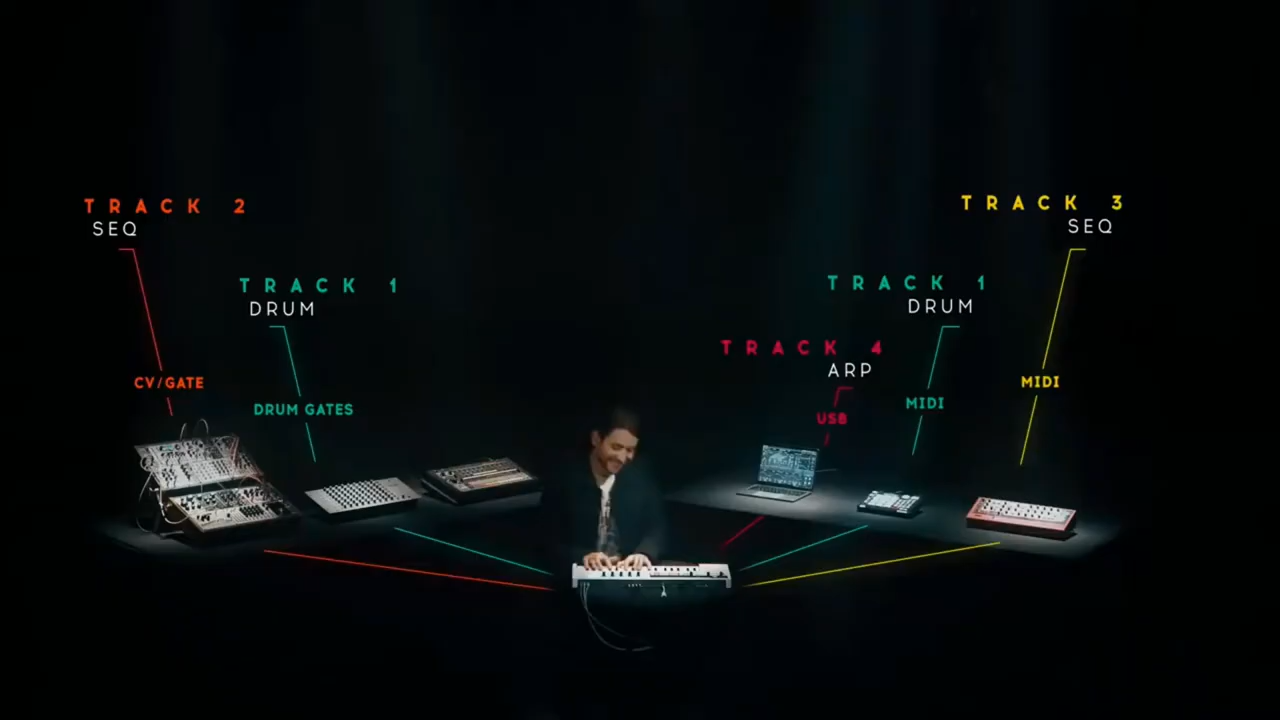 TRACK 2
SEQ
CV/GATE
TRACK 1
DRUM
DRUM GATES
TRACK 4
ARP
USB
TRACK 1
DRUM
MIDI
TRACK 3
SEQ
MIDI